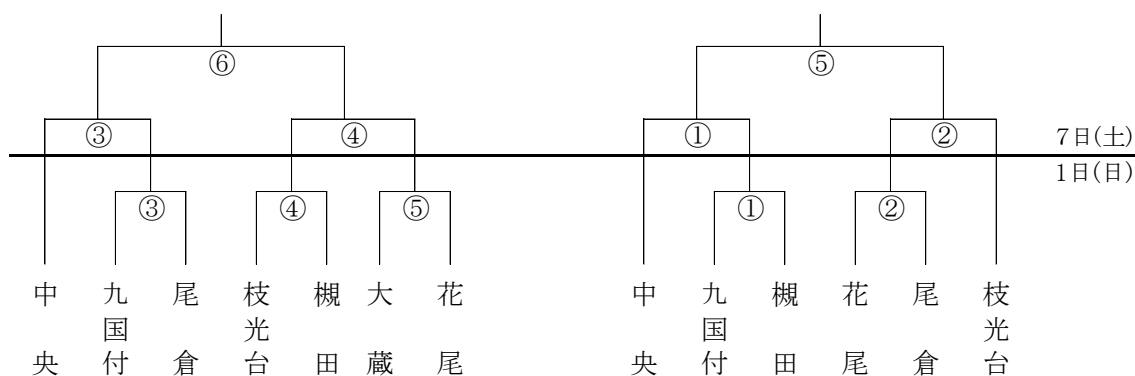 ⑥ ⑤
③ ④ ① ② 7日(土)
1日(日)
③ ④ ⑤ ① ②
中央 九国付 尾倉 枝光台 槻田 大蔵 花尾 中央 九国付 槻田 花尾 尾倉 枝光台